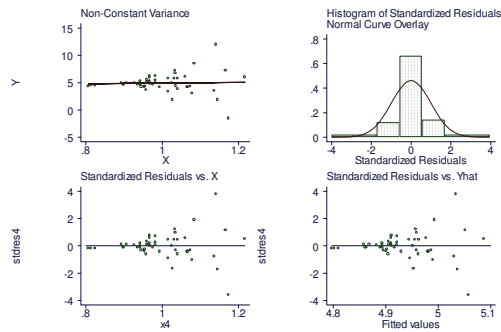 Non-Constant Variance
15
10
5
0
-5
Y
.8
1
1.2
X
Histogram of Standardized Residuals
Normal Curve Overlay
.8
.6
.4
.2
0
-4
-2
0
2
4
Standardized Residuals
Standardized Residuals vs. X
4
2
0
-2
-4
stdres4
.8
1
1.2
x4
Standardized Residuals vs. Yhat
4
2
0
-2
-4
stdres4
4.8
4.9
5
5.1
Fitted values